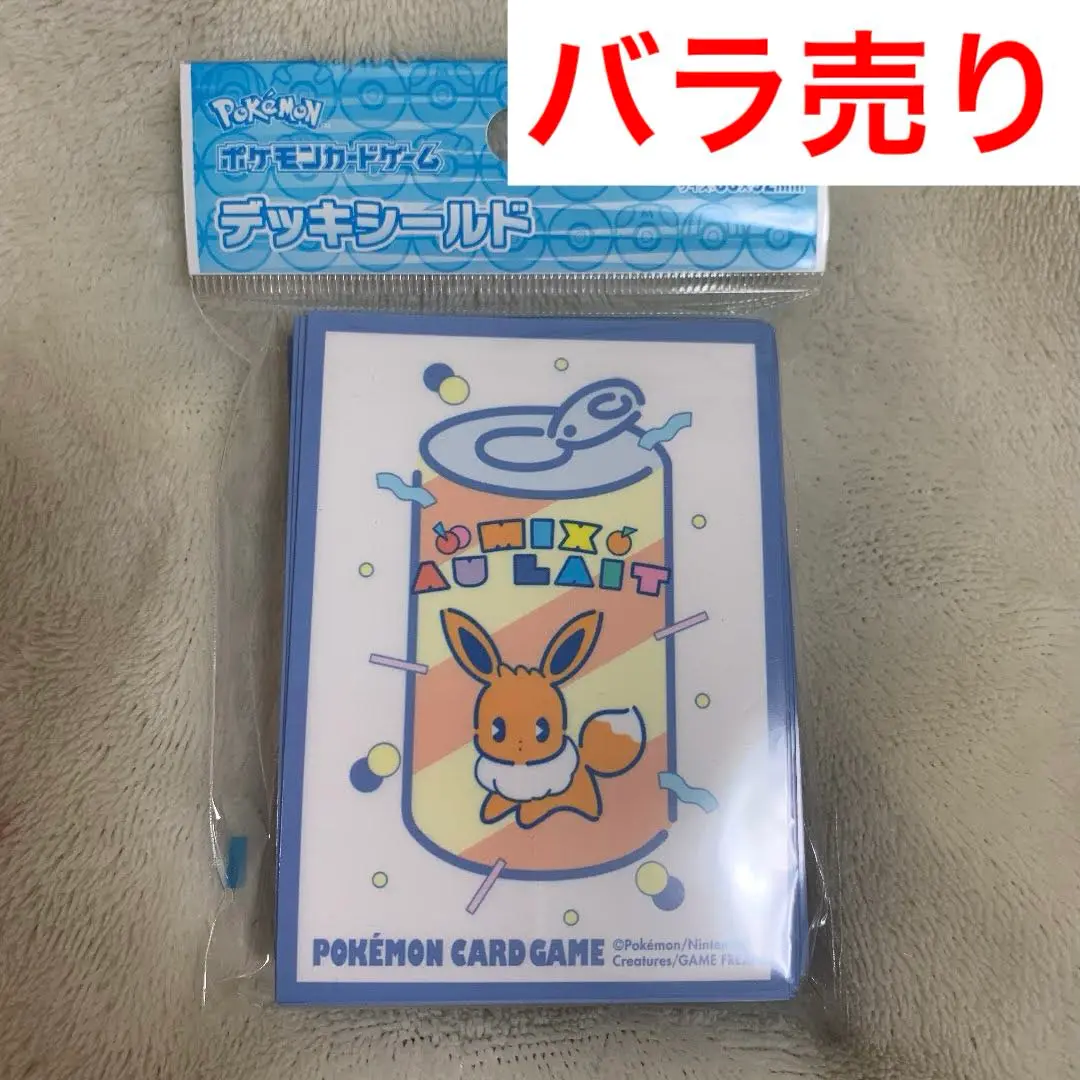 バラ売り
POKéMON
ポケモンカードゲーム
デッキシールド
MIX
AU LAIT
POKÉMON CARD GAME
©Pokémon/Ninten
Creatures/GAME FRE